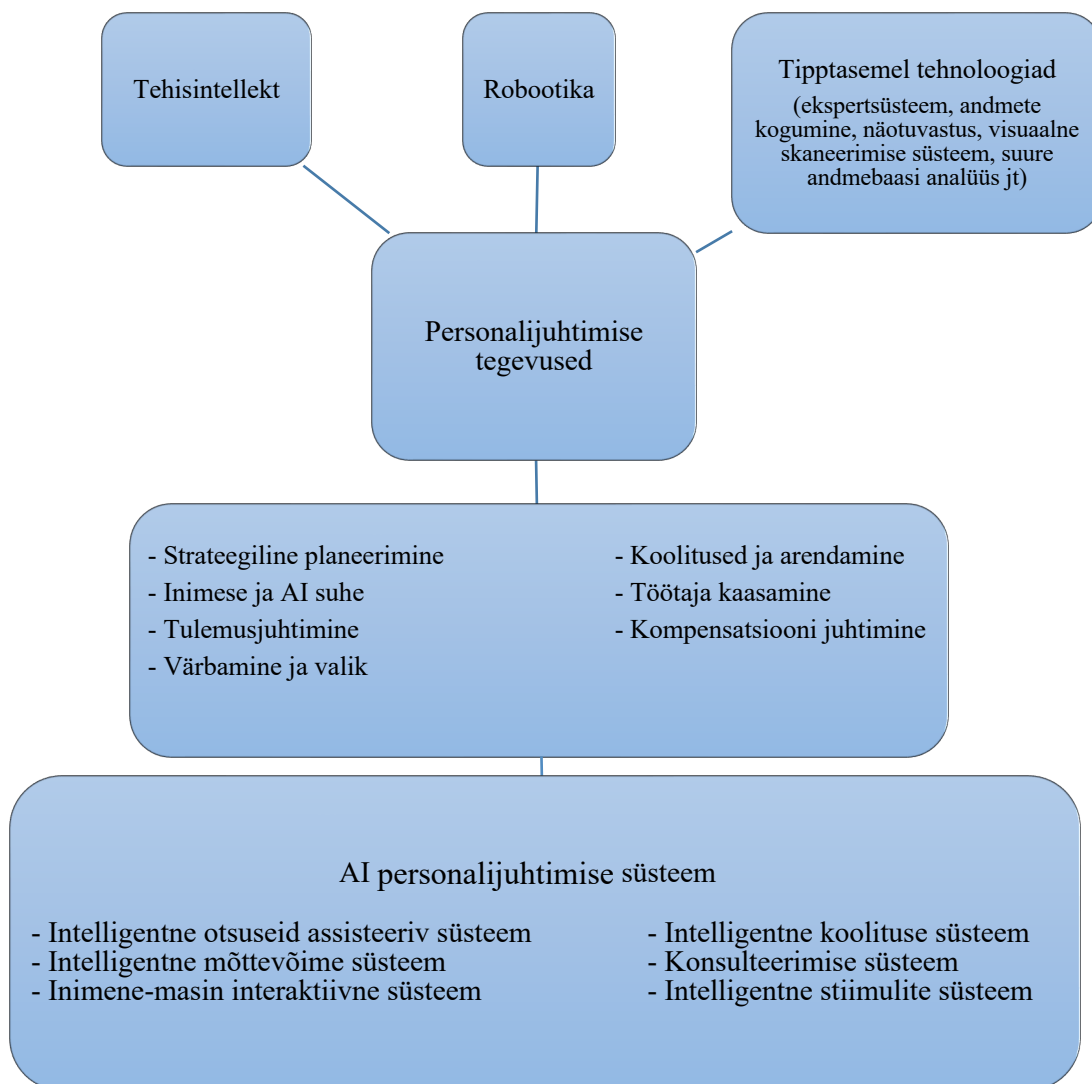 Tehisintellekt
Robootika
Tipptasemel tehnoloogiad
(ekspertsüsteem, andmete
kogumine, näotuvastus, visuaalne
skaneerimise süsteem, suure
andmebaasi analüüs jt)
Personalijuhtimise
tegevused
- Strateegiline planeerimine
- Inimese ja AI suhe
- Tulemusjuhtimine
- Värbamine ja valik
- Koolitused ja arendamine
- Töötaja kaasamine
- Kompensatsiooni juhtimine
AI personalijuhtimise süsteem
- Intelligentne otsuseid assisteeriv süsteem
- Intelligentne mõttevõime süsteem
- Inimene-masin interaktiivne süsteem
- Intelligentne koolituse süsteem
- Konsulteerimise süsteem
- Intelligentne stiimulite süsteem